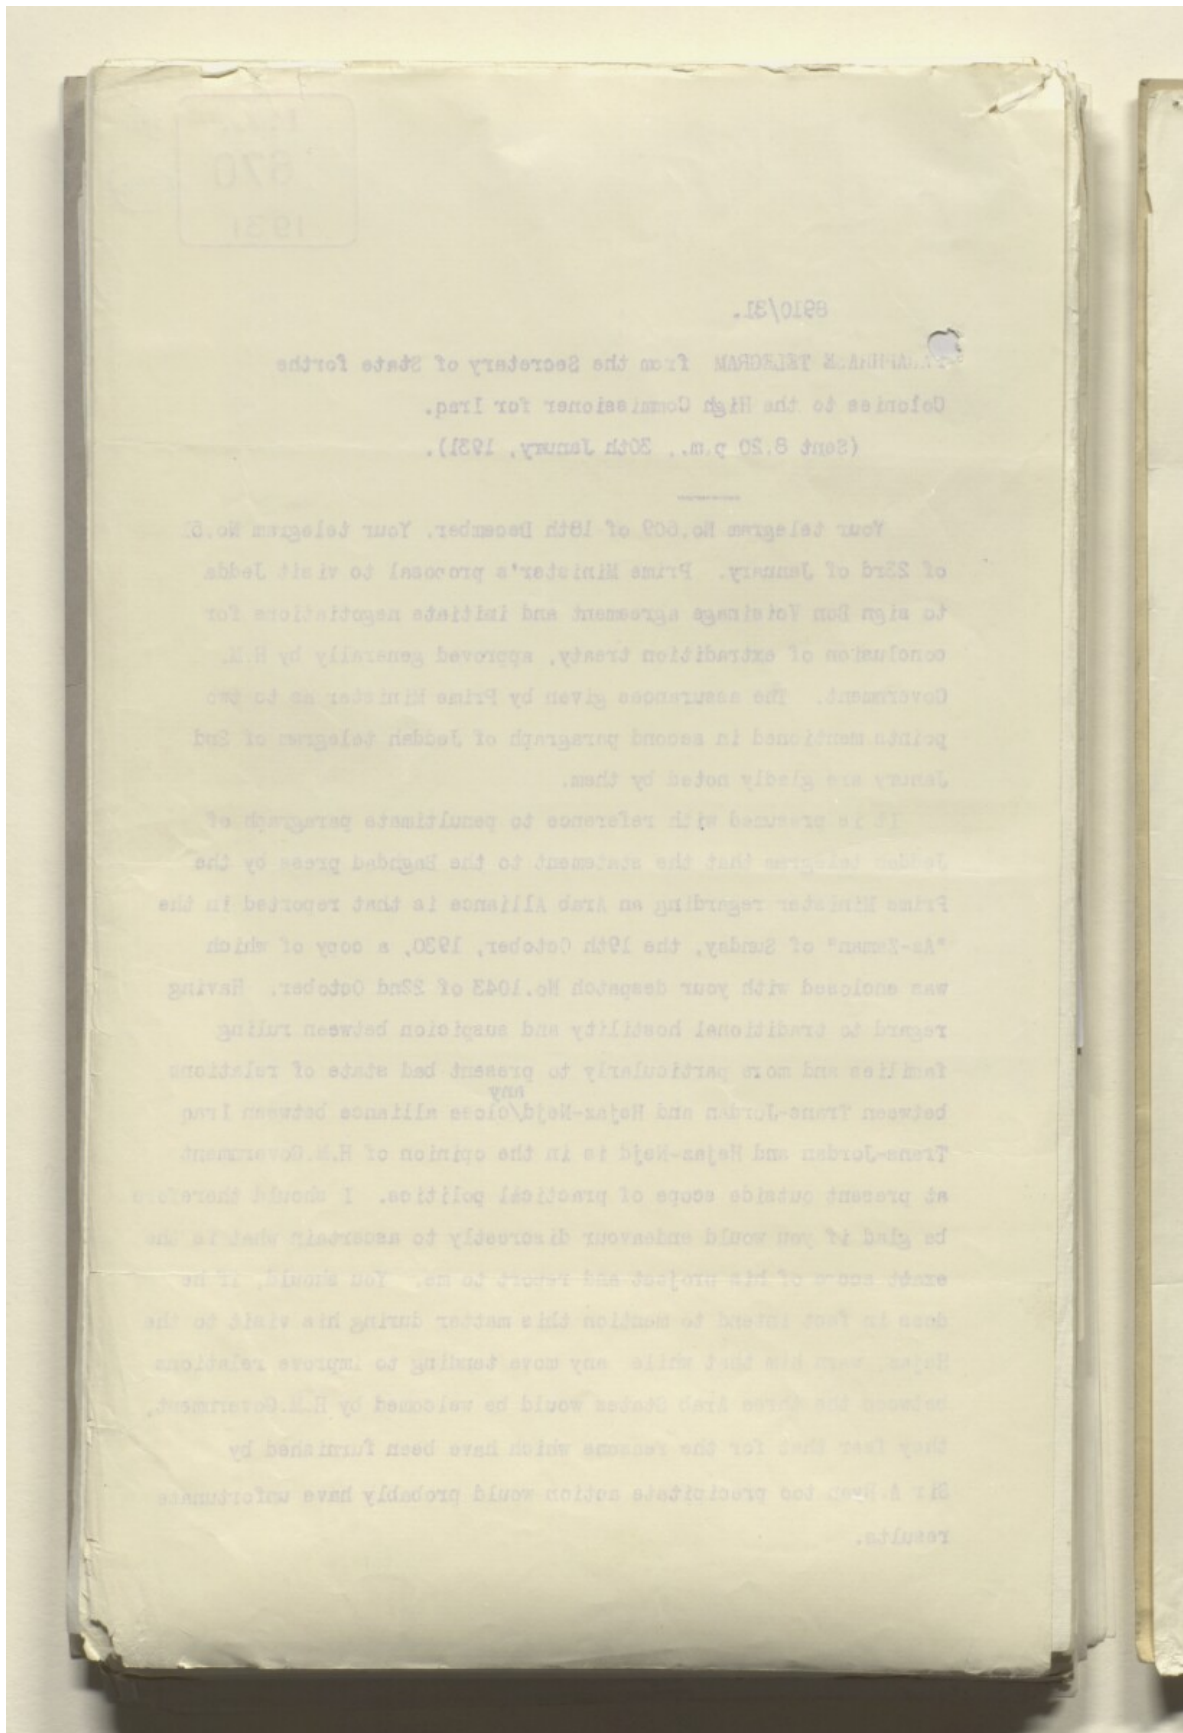 670
1931
8910/31.
PARAPHRASE TELEGRAM from the Secretary of State forthe
Colonies to the High Commissioner for Iraq.
(Sent 8.20 p.m., 30th January, 1931).
Your telegram No.609 of 18th December. Your telegram No.
of 23rd of January. Prime Minister's proposal to visit Jedda
to sign Bon Voisinage agreement and initiate negotiations for
conclusion of extradition treaty, approved generally by H.M.
Government. The assurances given by Prime Minister as to two
points mentioned in second paragraph of Jeddah telegram of 2nd
January are gladly noted by them.
It is presumed with reference to penultimate paragraph of
Jeddah telegram that the statement to the Baghdad press by the
Prime Minister regarding an Arab Alliance is that reported in the
"As-Zaman" of Sunday, the 19th October, 1930, a copy of which
was enclosed with your despatch No.1043 of 22nd October. Having
regard to traditional hostility and suspicion between ruling
families and more particularly to present bad state of relations
any
between Trans-Jordan and Hejaz-Nejd/close alliance between Iraq
Trans-Jordan and Hejaz-Nejd is in the opinion of H.M.Government
at present outside scope of practical politics. I should therefore
be glad if you would endeavour discreetly to ascertain what is the
exact scope of his project and report to me. You should, if he
does in fact intend to mention this matter during his visit to the
Hejaz, warn him that while any move tending to improve relations
between the three Arab States would be welcomed by H.M.Government,
they fear that for the reasons which have been furnished by
Sir A.Ryan too precipitate action would probably have unfortunate
results.